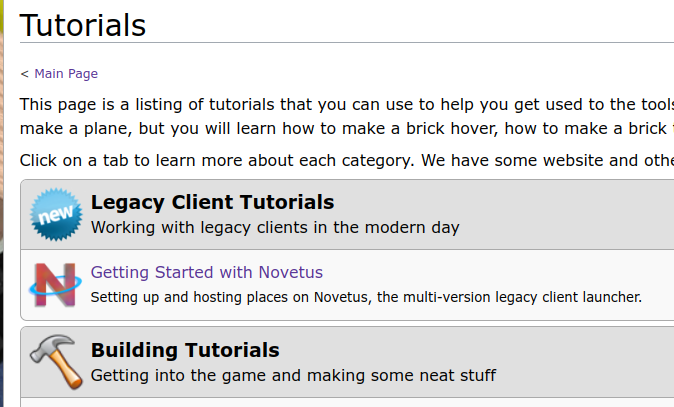 Tutorials
< Main Page
This page is a listing of tutorials that you can use to help you get used to the tools
make a plane, but you will learn how to make a brick hover, how to make a brick
Click on a tab to learn more about each category. We have some website and othe
new
Legacy Client Tutorials
Working with legacy clients in the modern day
N
Getting Started with Novetus
Setting up and hosting places on Novetus, the multi-version legacy client launcher.
Building Tutorials
Getting into the game and making some neat stuff